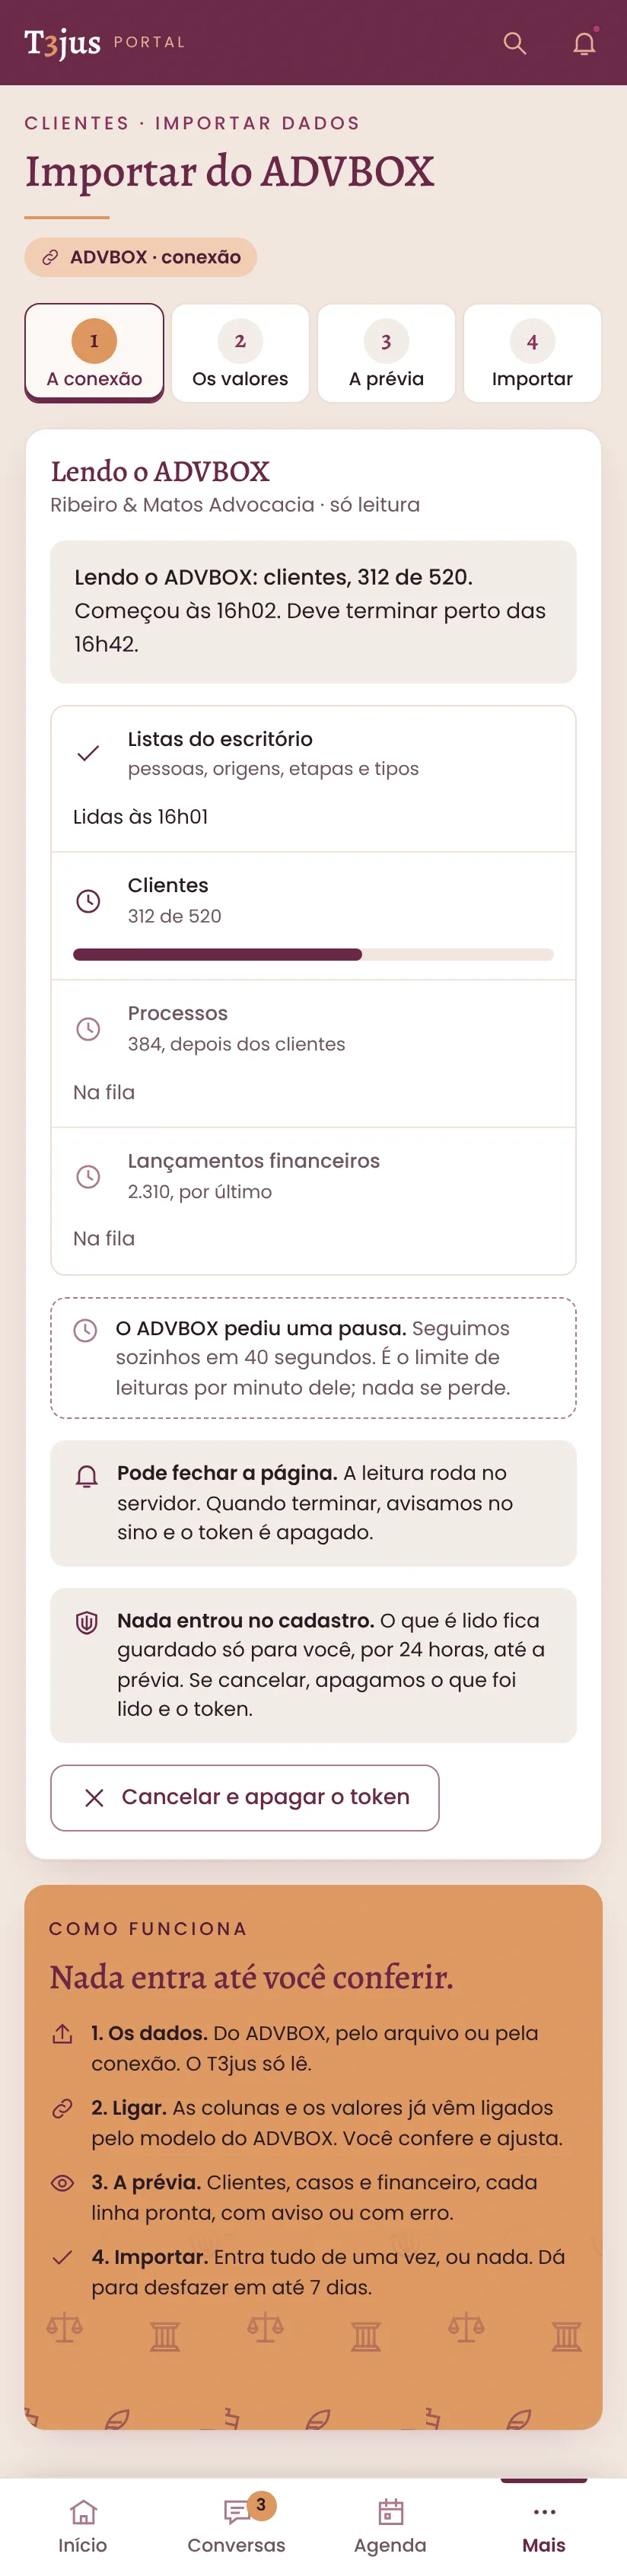 T3jus PORTAL
CLIENTES · IMPORTAR DADOS
Importar do ADVBOX
ADVBOX · conexão
1
A conexão
2
Os valores
3
A prévia
4
Importar
Lendo o ADVBOX
Ribeiro & Matos Advocacia · só leitura
Lendo o ADVBOX: clientes, 312 de 520.
Começou às 16h02. Deve terminar perto das
16h42.
Listas do escritório
pessoas, origens, etapas e tipos
Lidas às 16h01
Clientes
312 de 520
Processos
384, depois dos clientes
Na fila
Lançamentos financeiros
2.310, por último
Na fila
O ADVBOX pediu uma pausa. Seguimos
sozinhos em 40 segundos. É o limite de
leituras por minuto dele; nada se perde.
Pode fechar a página. A leitura roda no
servidor. Quando terminar, avisamos no
sino e o token é apagado.
Nada entrou no cadastro. O que é lido fica
guardado só para você, por 24 horas, até a
prévia. Se cancelar, apagamos o que foi
lido e o token.
Cancelar e apagar o token
COMO FUNCIONA
Nada entra até você conferir.
1. Os dados. Do ADVBOX, pelo arquivo ou pela
conexão. O T3jus só lê.
2. Ligar. As colunas e os valores já vêm ligados
pelo modelo do ADVBOX. Você confere e ajusta.
3. A prévia. Clientes, casos e financeiro, cada
linha pronta, com aviso ou com erro.
4. Importar. Entra tudo de uma vez, ou nada. Dá
para desfazer em até 7 dias.
Início
3
Conversas
Agenda
Mais